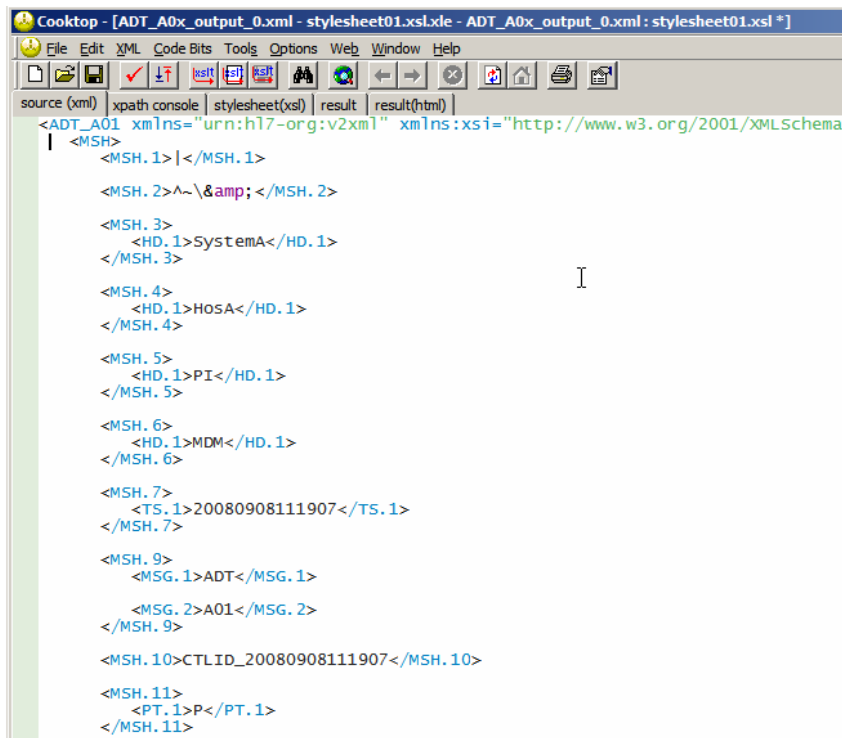 Cooktop - [ADT_A0x_output_0.xml - stylesheet01.xsl.xle - ADT_A0x_output_0.xml : stylesheet01.xsl *]
File Edit XML Code Bits Tools Options Web Window Help
xslt xslt xslt
source (xml) xpath console stylesheet(xsl) result result(html)
<ADT_A01 xmlns="urn:hl7-org:v2xml" xmlns:xsi="http://www.w3.org/2001/XMLSchema
<MSH>
<MSH.1>|</MSH.1>
<MSH.2>^~\&amp;</MSH.2>
<MSH.3>
<HD.1>SystemA</HD.1>
</MSH.3>
<MSH.4>
<HD.1>HosA</HD.1>
</MSH.4>
<MSH.5>
<HD.1>PI</HD.1>
</MSH.5>
<MSH.6>
<HD.1>MDM</HD.1>
</MSH.6>
<MSH.7>
<TS.1>20080908111907</TS.1>
</MSH.7>
<MSH.9>
<MSG.1>ADT</MSG.1>
<MSG.2>A01</MSG.2>
</MSH.9>
<MSH.10>CTLID_20080908111907</MSH.10>
<MSH.11>
<PT.1>P</PT.1>
</MSH.11>